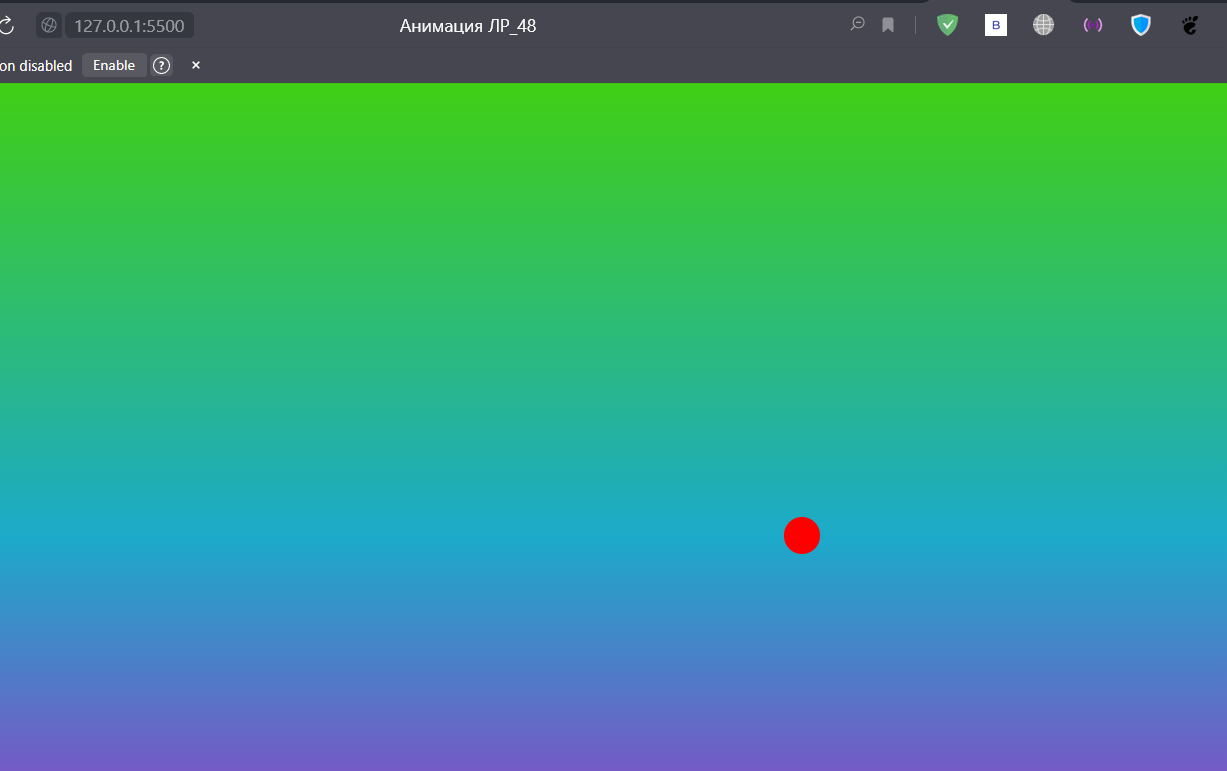 127.0.0.1:5500 Анимация ЛР_48 B
on disabled Enable ? ×